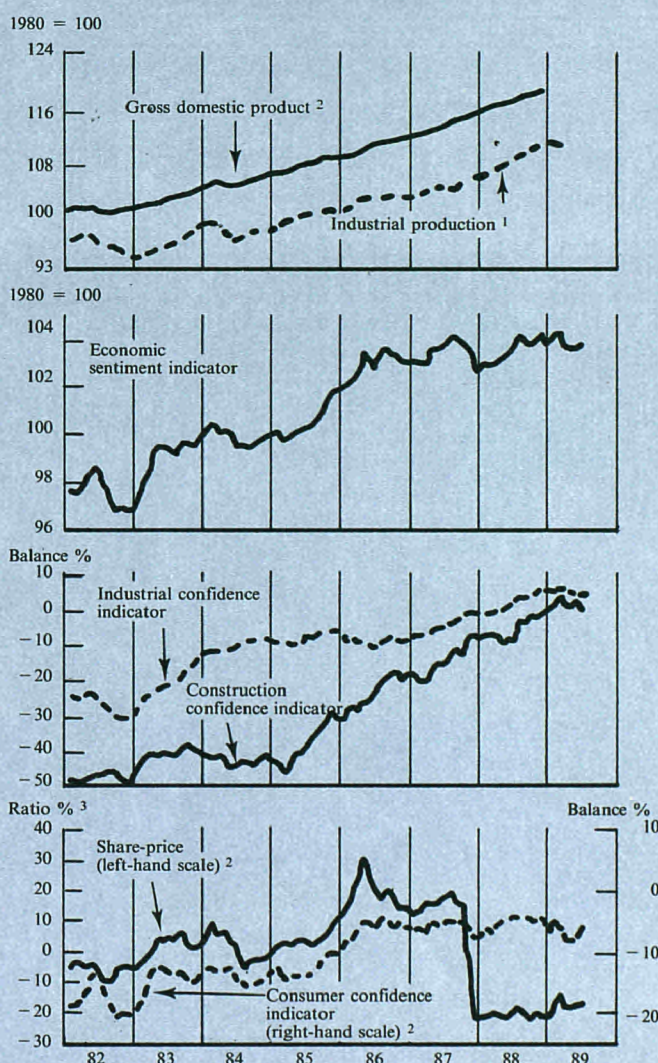 1980 = 100
124
116
108
100
93
Gross domestic product ²
Industrial production ¹
1980 = 100
104
102
100
98
96
Economic
sentiment indicator
Balance %
10
0
−10
−20
−30
−40
−50
Industrial confidence
indicator
Construction
confidence indicator
Ratio % ³
Balance %
40
30
20
10
0
−10
−20
−30
10
0
−10
−20
Share-price
(left-hand scale) ²
Consumer confidence
indicator
(right-hand scale) ²
82 83 84 85 86 87 88 89